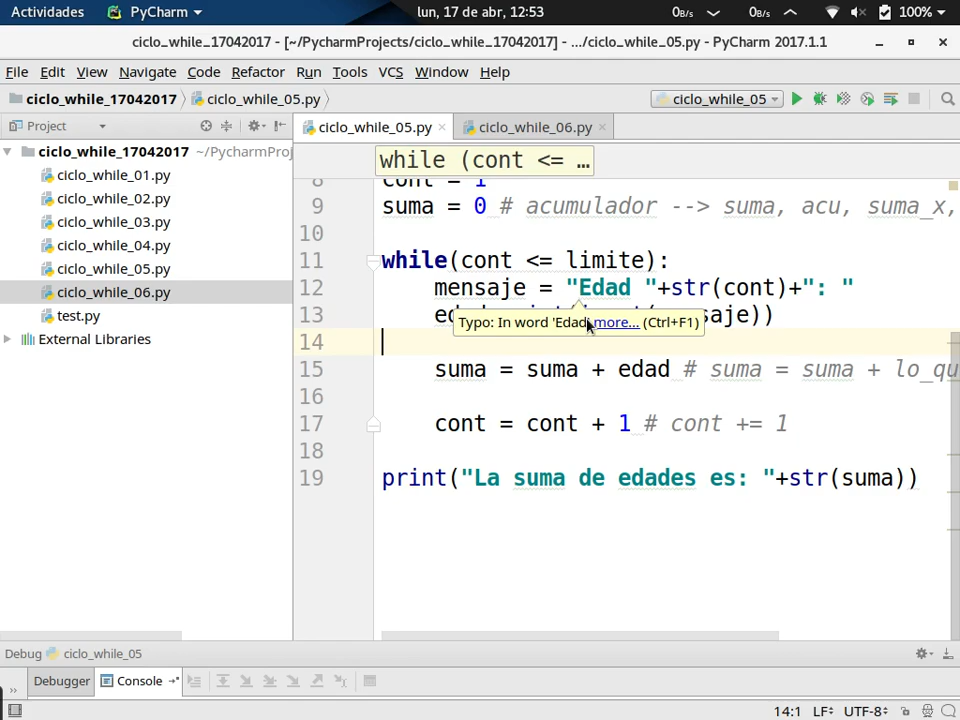 Actividades PyCharm lun, 17 de abr, 12:53 0B/s 0B/s 100%
ciclo_while_17042017 - [~/PycharmProjects/ciclo_while_17042017] - .../ciclo_while_05.py - PyCharm 2017.1.1
File Edit View Navigate Code Refactor Run Tools VCS Window Help
ciclo_while_17042017 ciclo_while_05.py ciclo_while_05
Project ciclo_while_05.py ciclo_while_06.py
ciclo_while_17042017 ~/PycharmProj
ciclo_while_01.py
ciclo_while_02.py
ciclo_while_03.py
ciclo_while_04.py
ciclo_while_05.py
ciclo_while_06.py
test.py
External Libraries
while (cont <= ...
8 cont = 1
9 suma = 0 # acumulador --> suma, acu, suma_x,
10
11 while(cont <= limite):
12 mensaje = "Edad "+str(cont)+": "
13 saje))
Typo: In word 'Edad more... (Ctrl+F1)
14
15 suma = suma + edad # suma = suma + lo_qu
16
17 cont = cont + 1 # cont += 1
18
19 print("La suma de edades es: "+str(suma))
Debug ciclo_while_05
Debugger Console
14:1 LF UTF-8